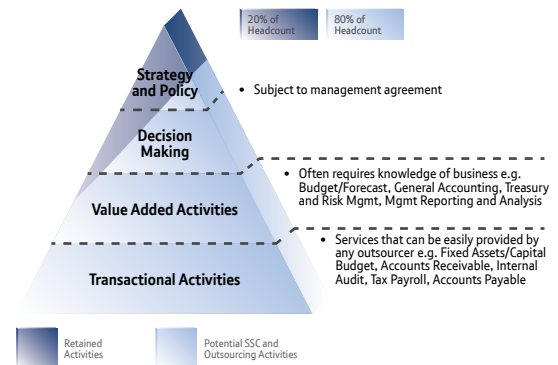 20% of
Headcount
80% of
Headcount
Strategy
and Policy
• Subject to management agreement
Decision
Making
• Often requires knowledge of business e.g.
Budget/Forecast, General Accounting, Treasury
and Risk Mgmt, Mgmt Reporting and Analysis
Value Added Activities
• Services that can be easily provided by
any outsourcer e.g. Fixed Assets/Capital
Budget, Accounts Receivable, Internal
Audit, Tax Payroll, Accounts Payable
Transactional Activities
Retained
Activities
Potential SSC and
Outsourcing Activities